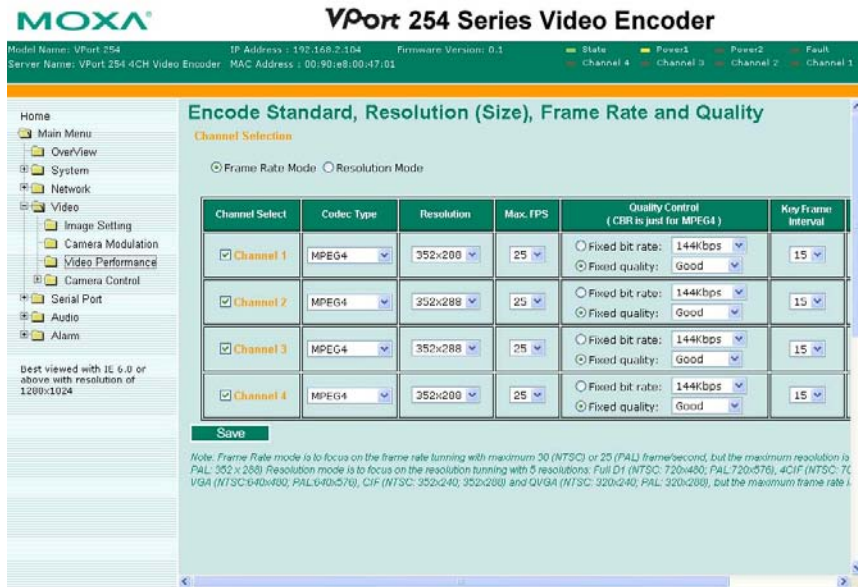 MOXA
VPort 254 Series Video Encoder
Model Name: VPort 254 IP Address : 192.168.2.104 Firmware Version: 0.1
Server Name: VPort 254 4CH Video Encoder MAC Address : 00:90:e8:00:47:01
State Power1 Power2 Fault
Channel 4 Channel 3 Channel 2 Channel 1
Home
Main Menu
OverView
System
Network
Video
Image Setting
Camera Modulation
Video Performance
Camera Control
Serial Port
Audio
Alarm
Best viewed with IE 6.0 or
above with resolution of
1280x1024
Encode Standard, Resolution (Size), Frame Rate and Quality
Channel Selection
Frame Rate Mode Resolution Mode
Channel Select Codec Type Resolution Max. FPS Quality Control
( CBR is just for MPEG4 ) Key Frame
Interval
Channel 1 MPEG4 352x288 25 Fixed bit rate: 144Kbps
Fixed quality: Good 15
Channel 2 MPEG4 352x288 25 Fixed bit rate: 144Kbps
Fixed quality: Good 15
Channel 3 MPEG4 352x288 25 Fixed bit rate: 144Kbps
Fixed quality: Good 15
Channel 4 MPEG4 352x288 25 Fixed bit rate: 144Kbps
Fixed quality: Good 15
Save
Note: Frame Rate mode is to focus on the frame rate tunning with maximum 30 (NTSC) or 25 (PAL) frame/second, but the maximum resolution is
PAL: 352 x 288) Resolution mode is to focus on the resolution tunning with 5 resolutions: Full D1 (NTSC: 720x480; PAL:720x576), 4CIF (NTSC: 70
VGA (NTSC:640x480; PAL:640x576), CIF (NTSC: 352x240; 352x288) and QVGA (NTSC: 320x240; PAL: 320x288), but the maximum frame rate i